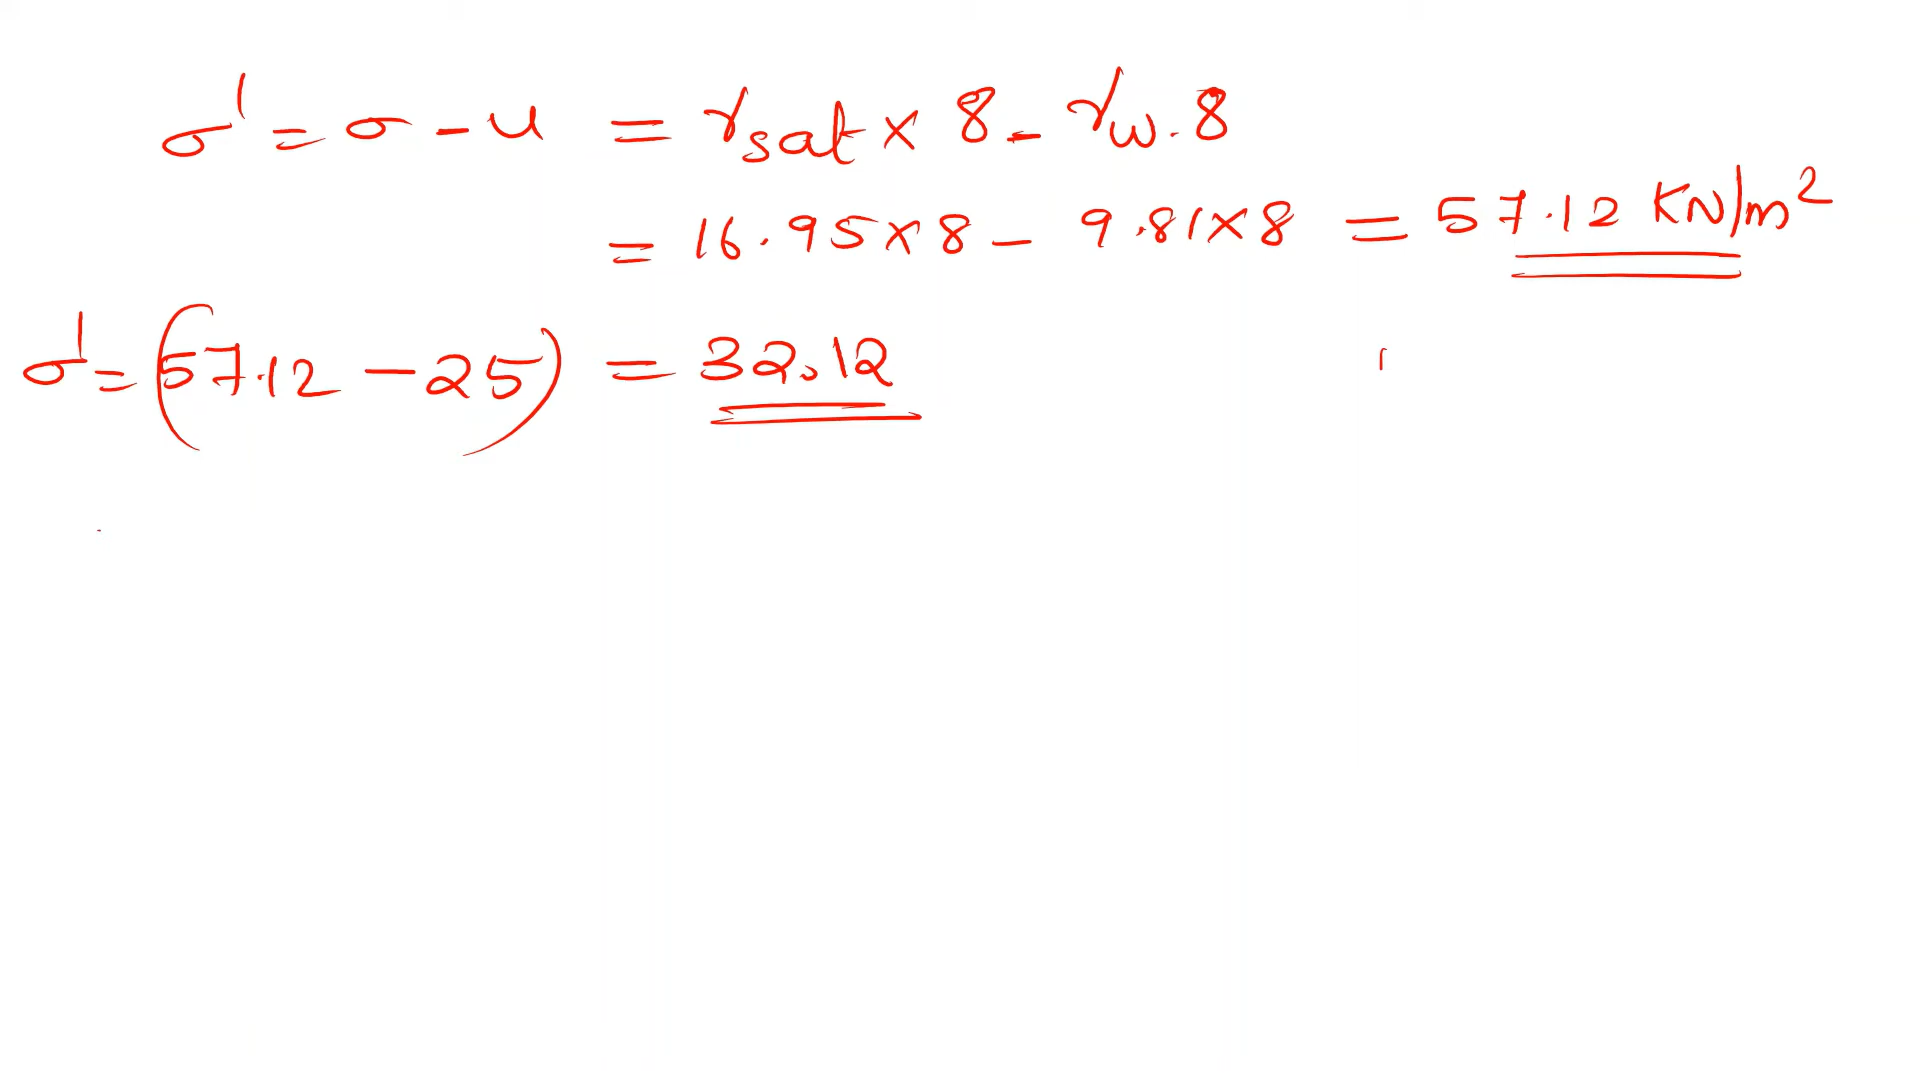 σ' = σ - u = γsat × 8 - γw . 8
= 16.95 × 8 - 9.81 × 8 = 57.12 KN/m²
σ' = (57.12 - 25) = 32.12